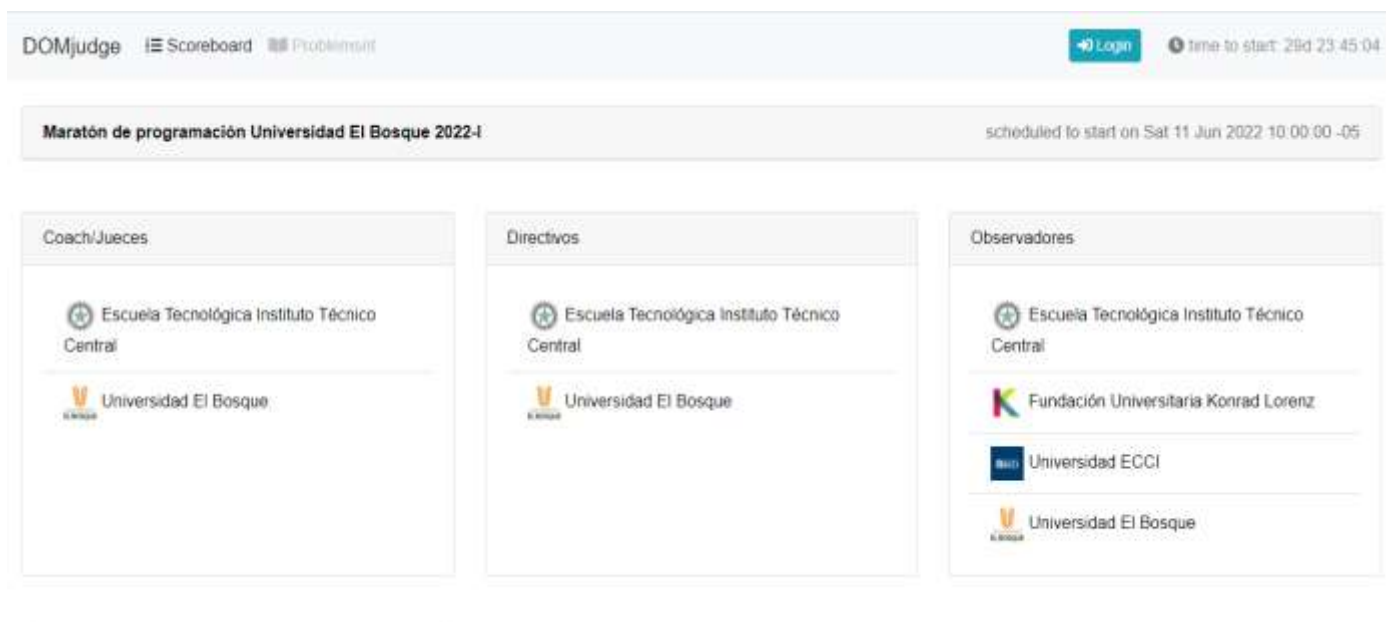 DOMjudge Scoreboard Problemset Login time to start: 29d 23:45:04
Maratón de programación Universidad El Bosque 2022-I scheduled to start on Sat 11 Jun 2022 10:00:00 -05
Coach/Jueces
Escuela Tecnológica Instituto Técnico
Central
Universidad El Bosque
Directivos
Escuela Tecnológica Instituto Técnico
Central
Universidad El Bosque
Observadores
Escuela Tecnológica Instituto Técnico
Central
Fundación Universitaria Konrad Lorenz
Universidad ECCI
Universidad El Bosque